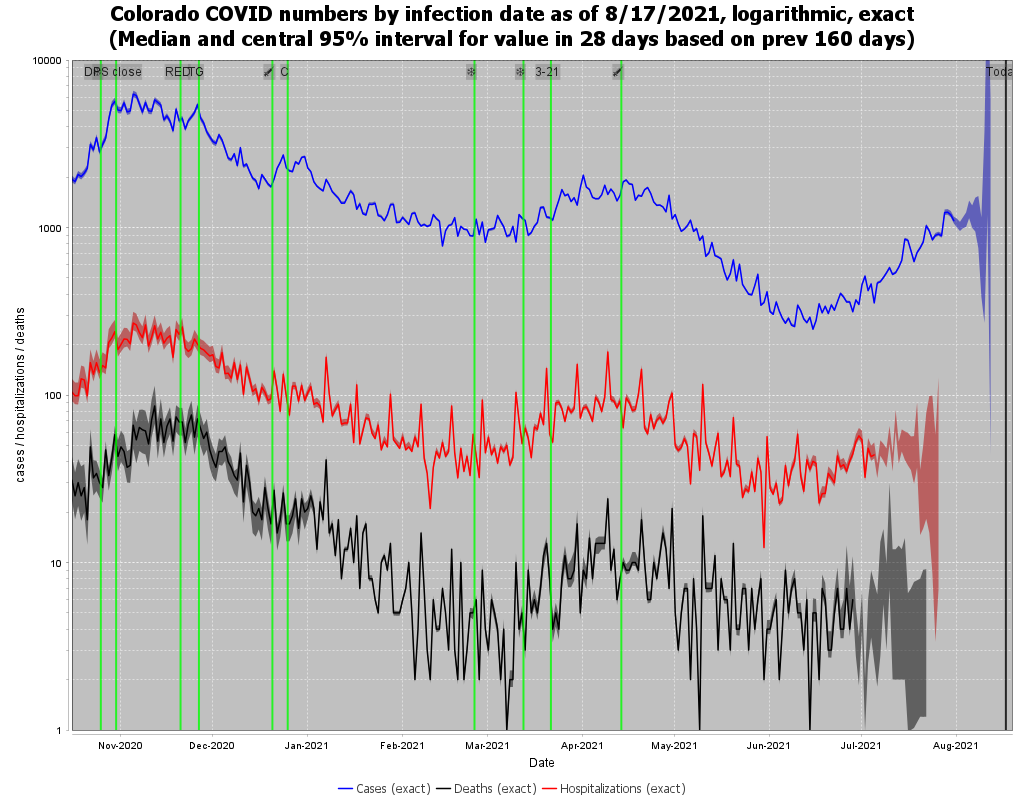 Colorado COVID numbers by infection date as of 8/17/2021, logarithmic, exact
(Median and central 95% interval for value in 28 days based on prev 160 days)
10000
1000
100
10
1
cases / hospitalizations / deaths
close
C
3-21
Toda
Nov-2020 Dec-2020 Jan-2021 Feb-2021 Mar-2021 Apr-2021 May-2021 Jun-2021 Jul-2021 Aug-2021
Date
Cases (exact) Deaths (exact) Hospitalizations (exact)